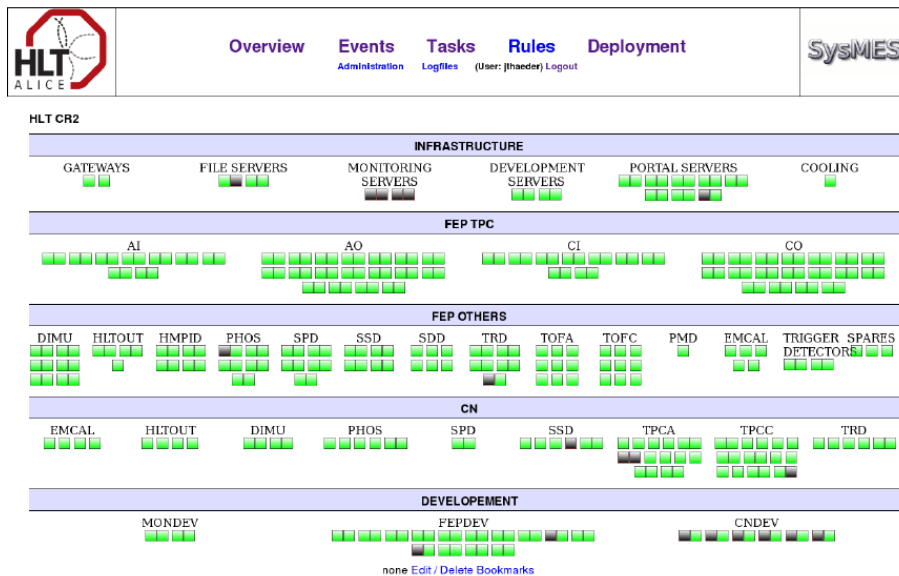 HLT
ALICE
Overview Events Tasks Rules Deployment
Administration Logfiles (User: jthaeder) Logout
SysMES
HLT CR2
INFRASTRUCTURE
GATEWAYS FILE SERVERS MONITORING SERVERS DEVELOPMENT SERVERS PORTAL SERVERS COOLING
FEP TPC
AI AO CI CO
FEP OTHERS
DIMU HLTOUT HMPID PHOS SPD SSD SDD TRD TOFA TOFC PMD EMCAL TRIGGER DETECTORS SPARES
CN
EMCAL HLTOUT DIMU PHOS SPD SSD TPCA TPCC TRD
DEVELOPEMENT
MONDEV FEPDEV CNDEV
none Edit / Delete Bookmarks